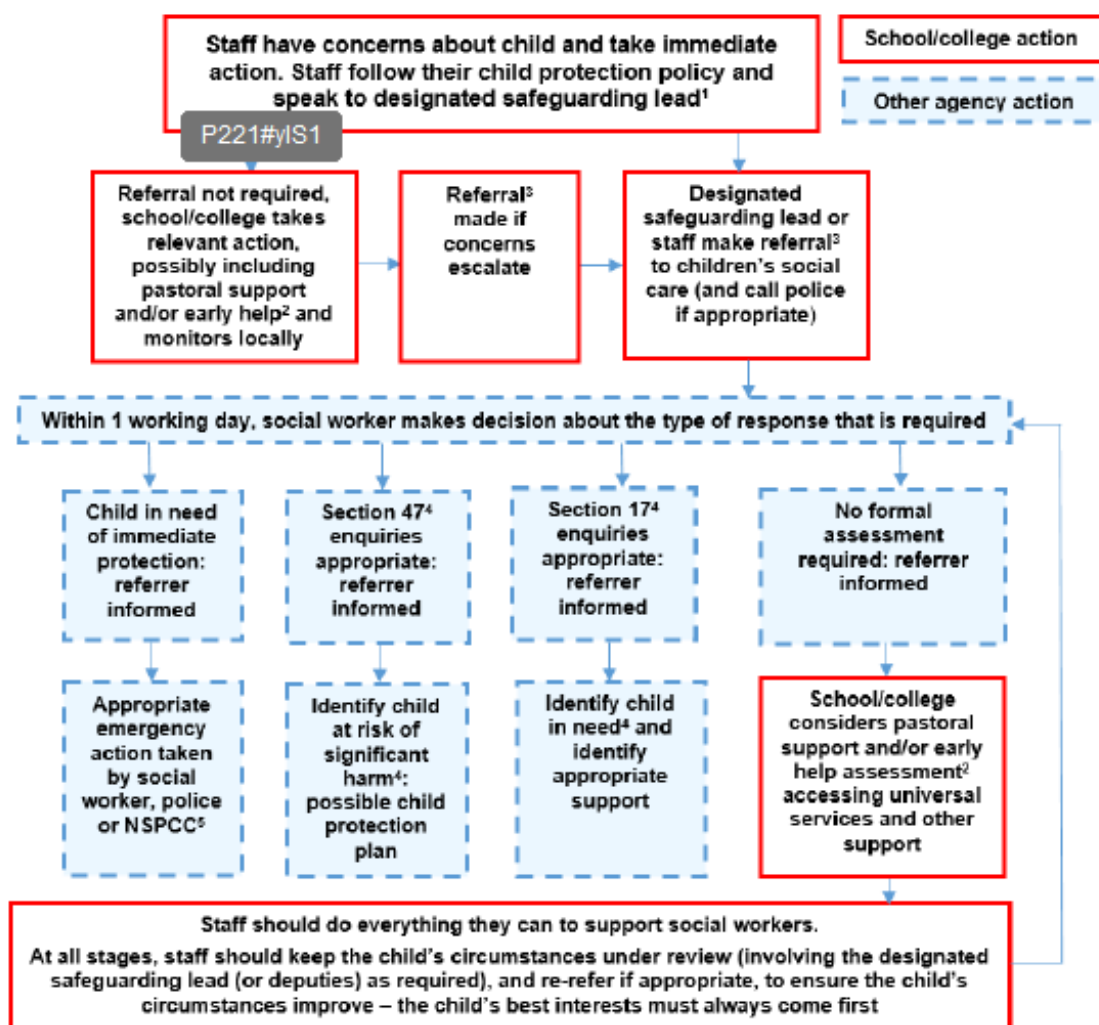 Staff have concerns about child and take immediate
action. Staff follow their child protection policy and
speak to designated safeguarding lead¹
School/college action
Other agency action
P221#yIS1
Referral not required,
school/college takes
relevant action,
possibly including
pastoral support
and/or early help² and
monitors locally
Referral³
made if
concerns
escalate
Designated
safeguarding lead or
staff make referral³
to children's social
care (and call police
if appropriate)
Within 1 working day, social worker makes decision about the type of response that is required
Child in need
of immediate
protection:
referrer
informed
Section 47⁴
enquiries
appropriate:
referrer
informed
Section 17⁴
enquiries
appropriate:
referrer
informed
No formal
assessment
required: referrer
informed
Appropriate
emergency
action taken
by social
worker, police
or NSPCC⁵
Identify child
at risk of
significant
harm⁴:
possible child
protection
plan
Identify child
in need⁴ and
identify
appropriate
support
School/college
considers pastoral
support and/or early
help assessment²
accessing universal
services and other
support
Staff should do everything they can to support social workers.
At all stages, staff should keep the child's circumstances under review (involving the designated
safeguarding lead (or deputies) as required), and re-refer if appropriate, to ensure the child's
circumstances improve – the child's best interests must always come first